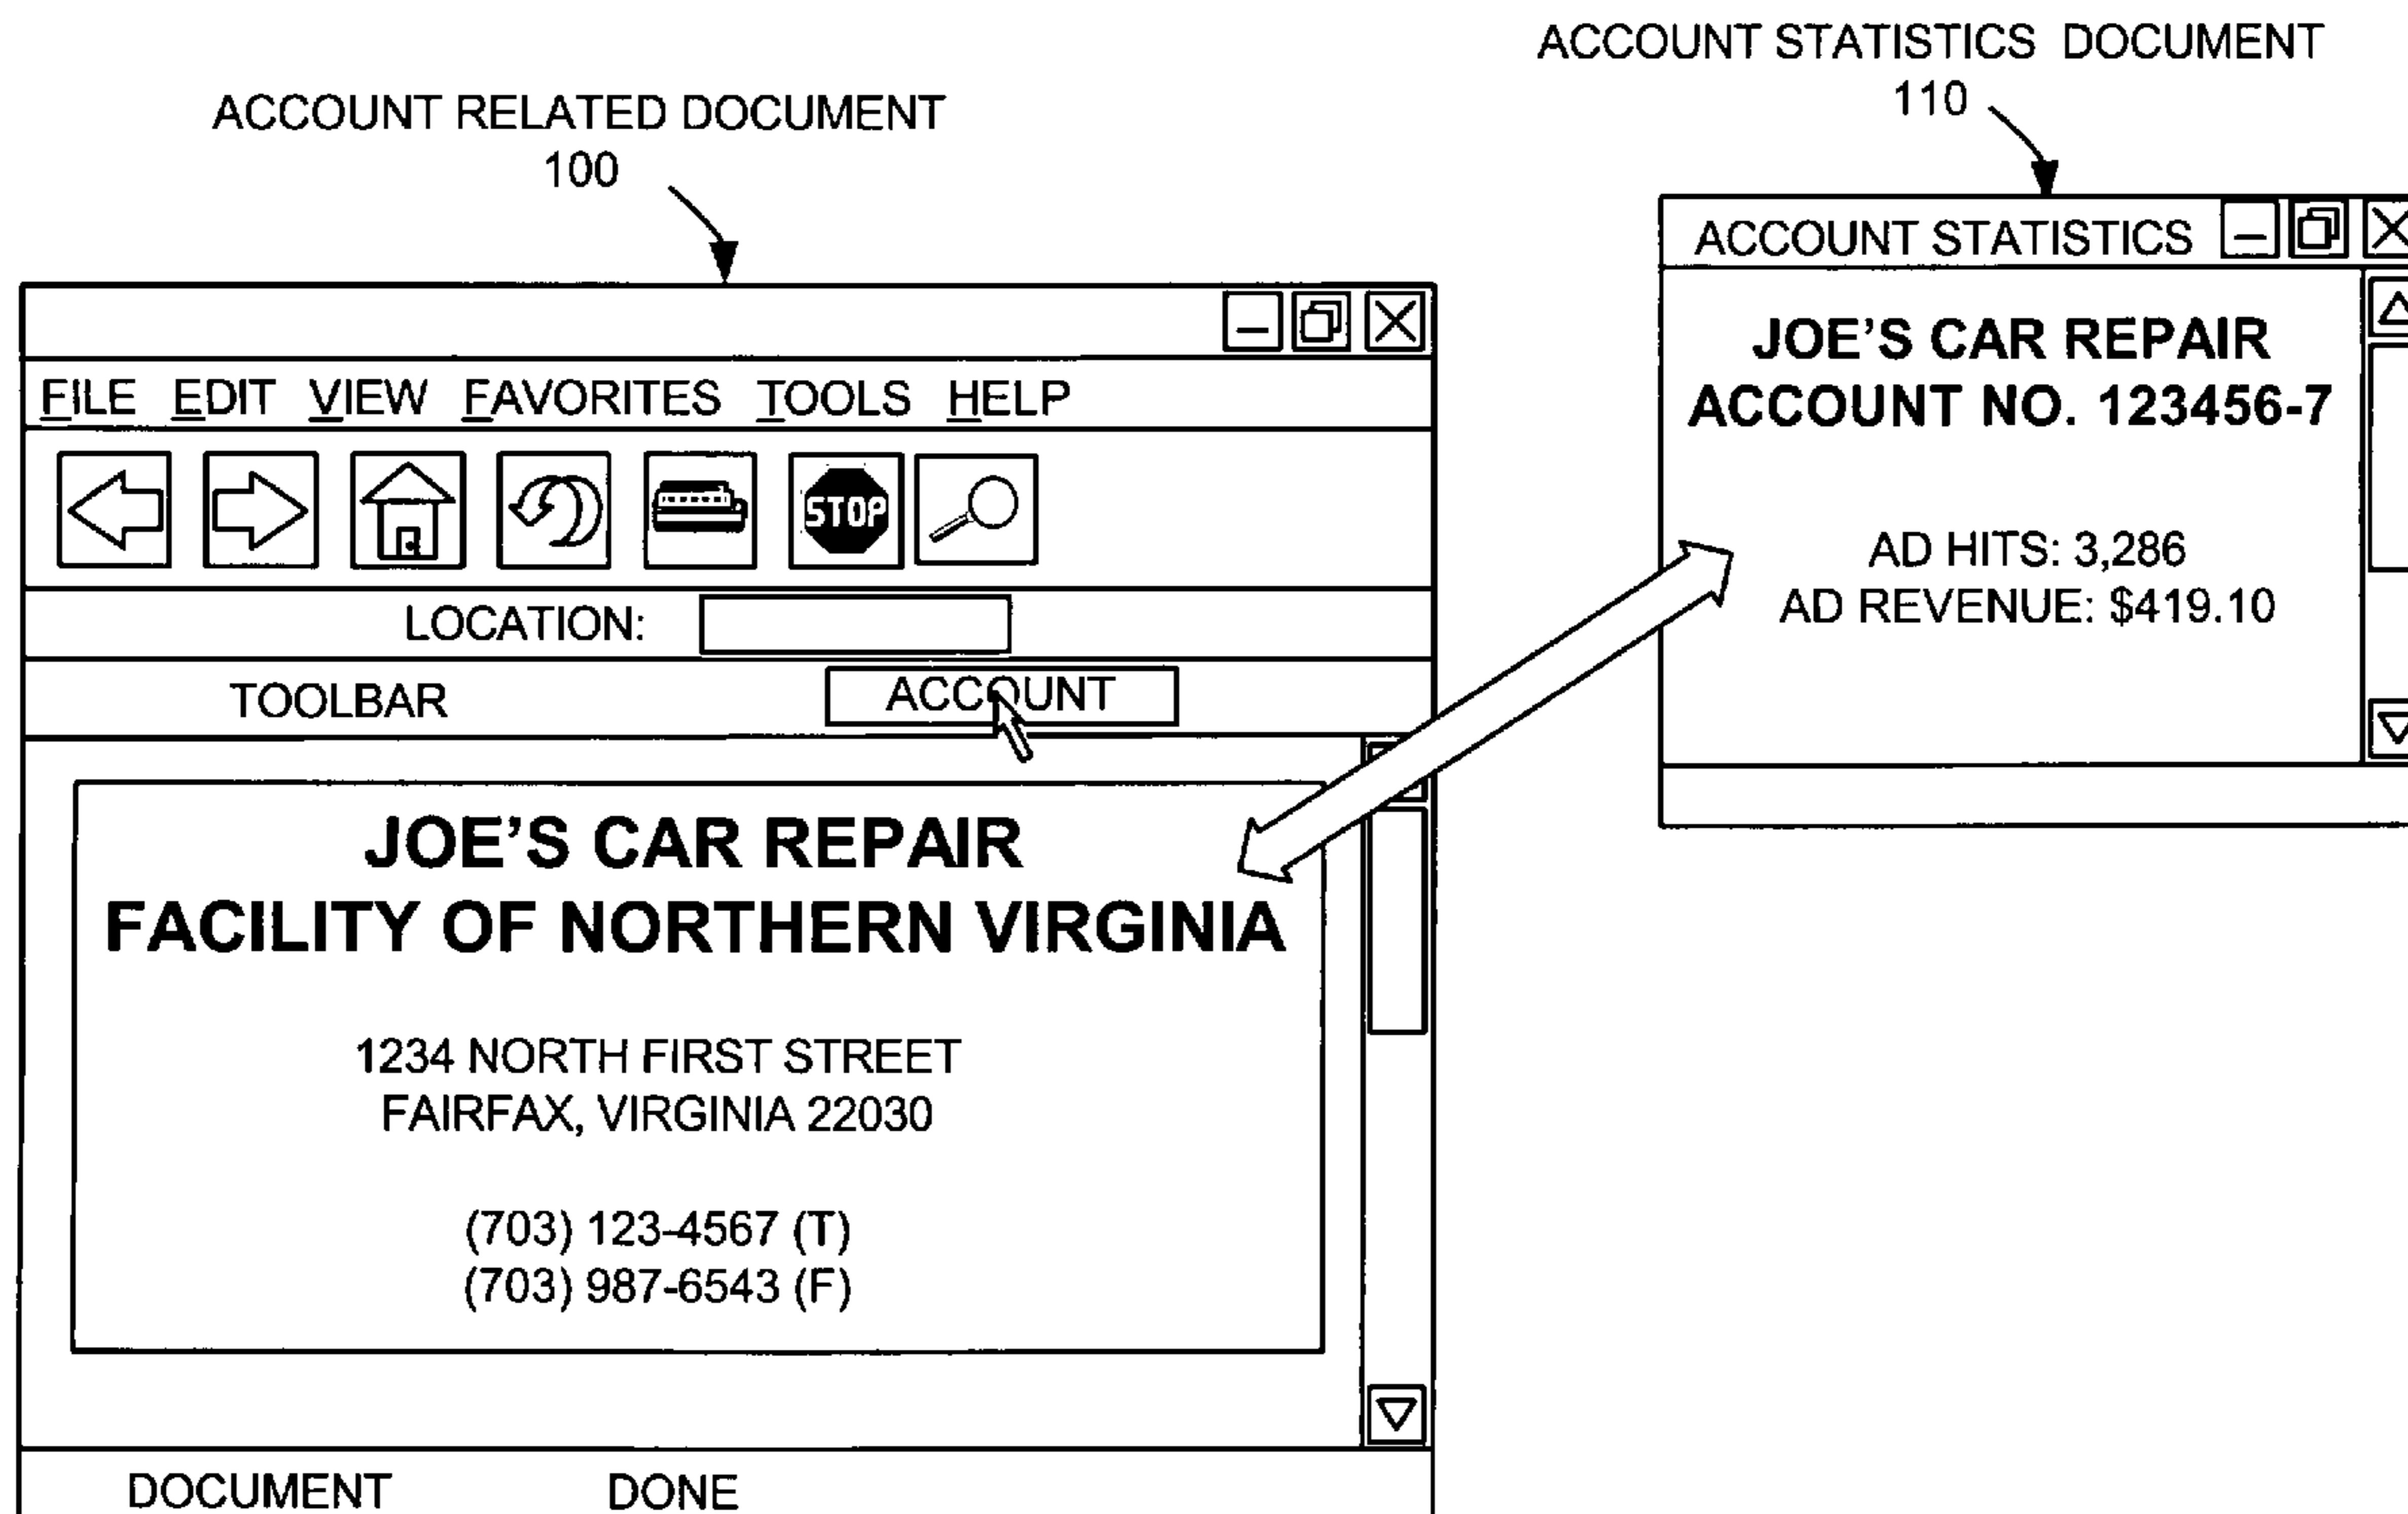 ACCOUNT STATISTICS DOCUMENT
110
ACCOUNT RELATED DOCUMENT
100
FILE EDIT VIEW FAVORITES TOOLS HELP
STOP
LOCATION:
TOOLBAR ACCOUNT
JOE'S CAR REPAIR
FACILITY OF NORTHERN VIRGINIA
1234 NORTH FIRST STREET
FAIRFAX, VIRGINIA 22030
(703) 123-4567 (T)
(703) 987-6543 (F)
DOCUMENT DONE
ACCOUNT STATISTICS
JOE'S CAR REPAIR
ACCOUNT NO. 123456-7
AD HITS: 3,286
AD REVENUE: $419.10